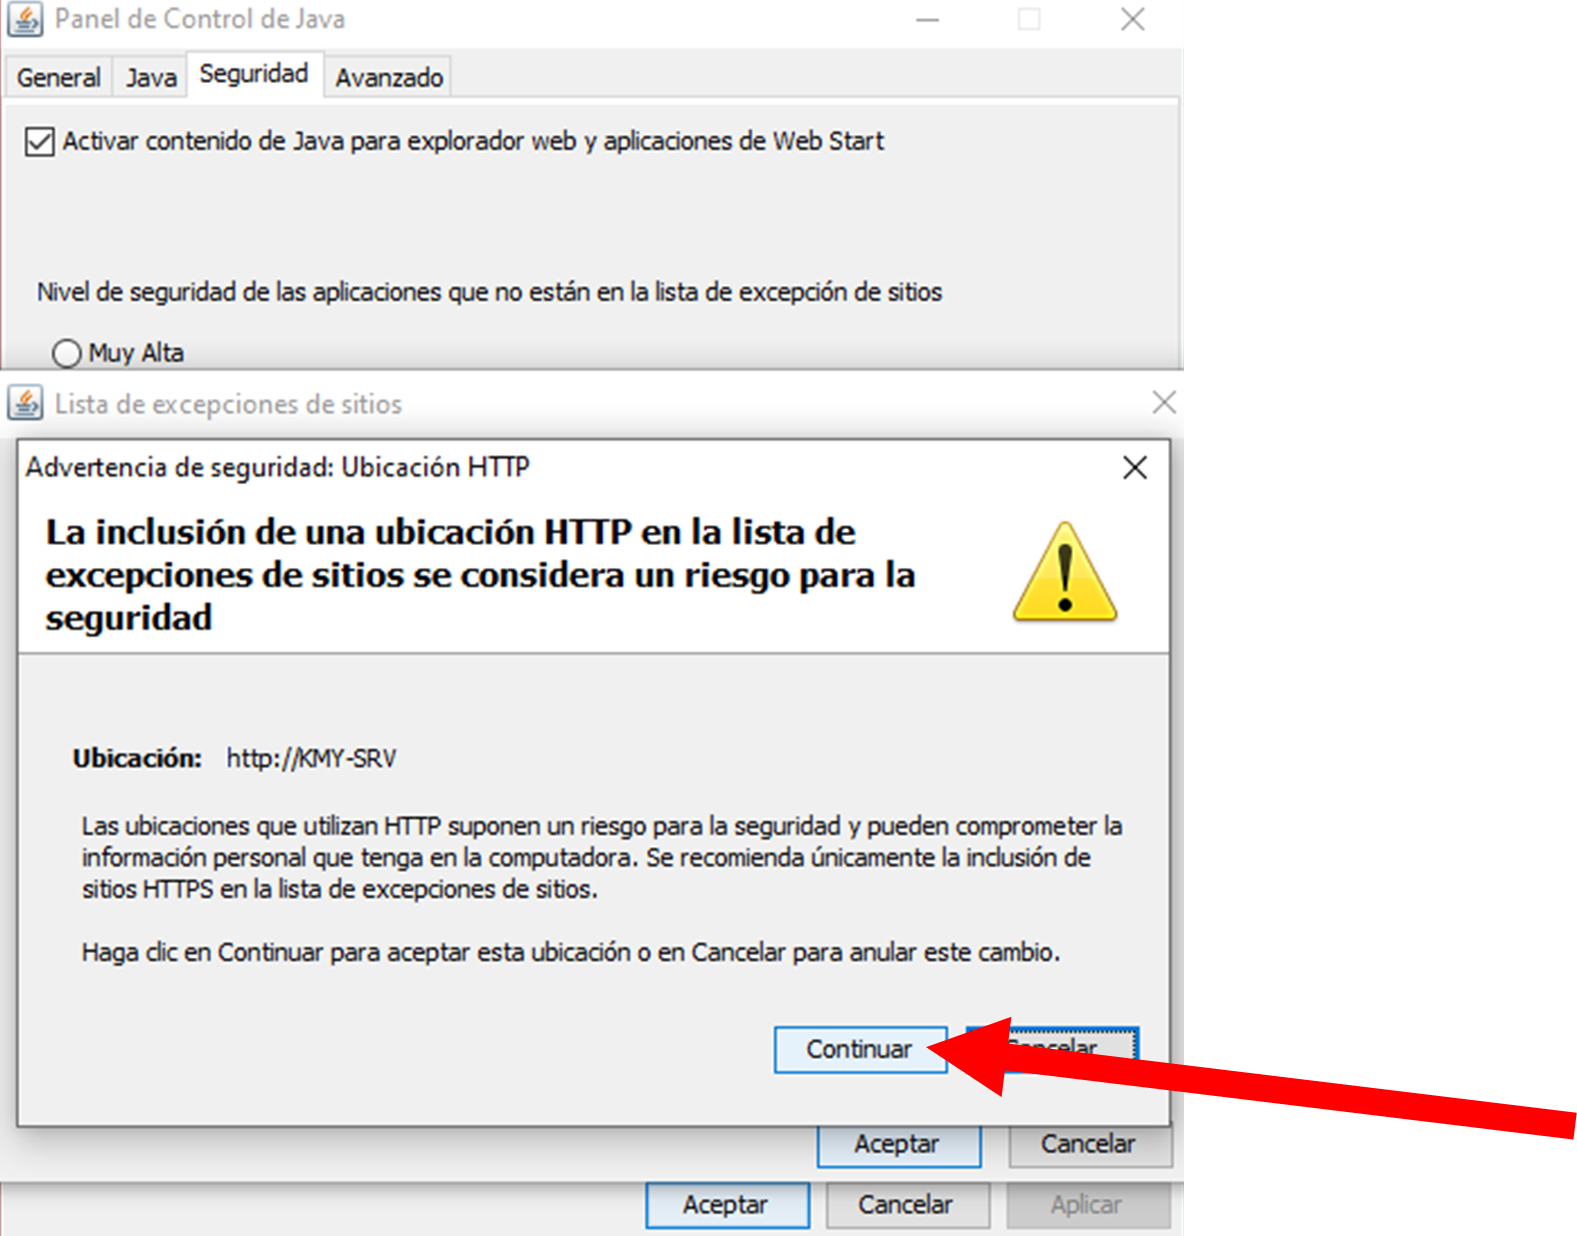 Panel de Control de Java
General
Java
Seguridad
Avanzado
Activar contenido de Java para explorador web y aplicaciones de Web Start
Nivel de seguridad de las aplicaciones que no están en la lista de excepción de sitios
Muy Alta
Lista de excepciones de sitios
Advertencia de seguridad: Ubicación HTTP
La inclusión de una ubicación HTTP en la lista de
excepciones de sitios se considera un riesgo para la
seguridad
Ubicación: http://KMY-SRV
Las ubicaciones que utilizan HTTP suponen un riesgo para la seguridad y pueden comprometer la
información personal que tenga en la computadora. Se recomienda únicamente la inclusión de
sitios HTTPS en la lista de excepciones de sitios.
Haga clic en Continuar para aceptar esta ubicación o en Cancelar para anular este cambio.
Continuar
Cancelar
Aceptar
Cancelar
Aceptar
Cancelar
Aplicar